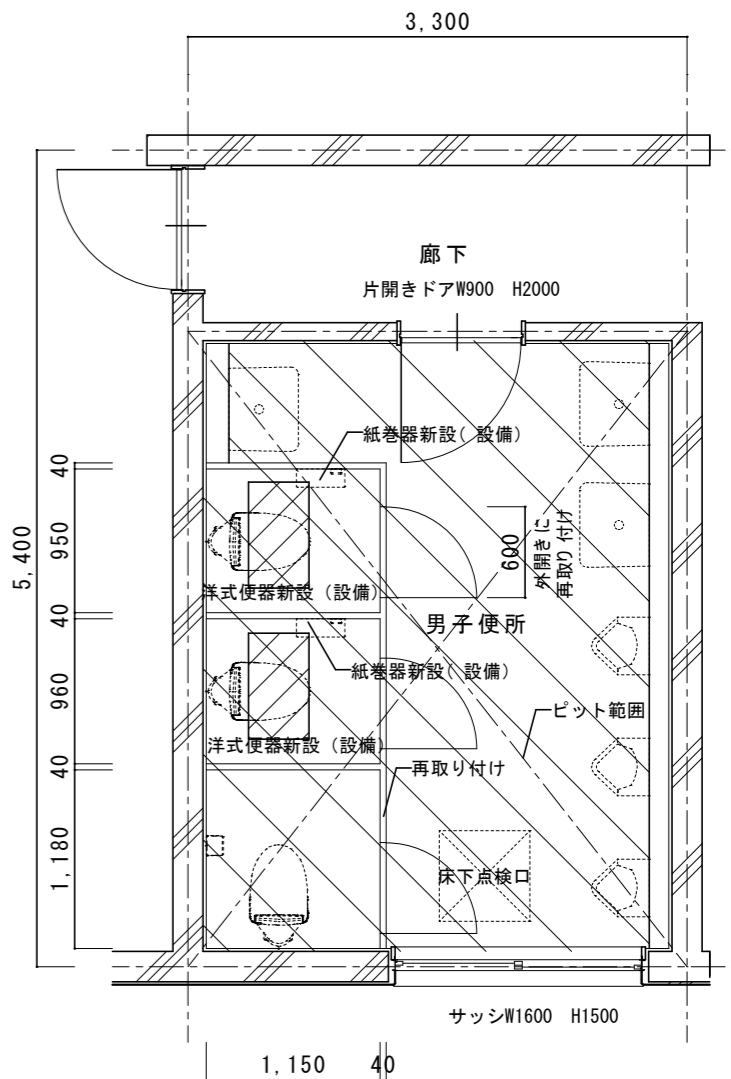 3,300
廊下
片開きドアW900 H2000
紙巻器新設(設備)
40
950
5,400
600
外開きに
再取り付け
洋式便器新設(設備)
40
男子便所
紙巻器新設(設備)
960
ピット範囲
洋式便器新設(設備)
40
再取り付け
1,180
床下点検口
サッシW1600 H1500
1,150
40